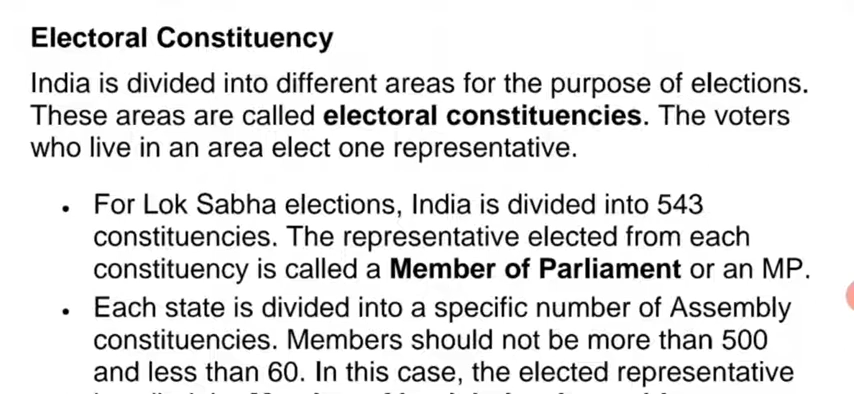 Electoral Constituency
India is divided into different areas for the purpose of elections.
These areas are called electoral constituencies. The voters
who live in an area elect one representative.
• For Lok Sabha elections, India is divided into 543
constituencies. The representative elected from each
constituency is called a Member of Parliament or an MP.
• Each state is divided into a specific number of Assembly
constituencies. Members should not be more than 500
and less than 60. In this case, the elected representative